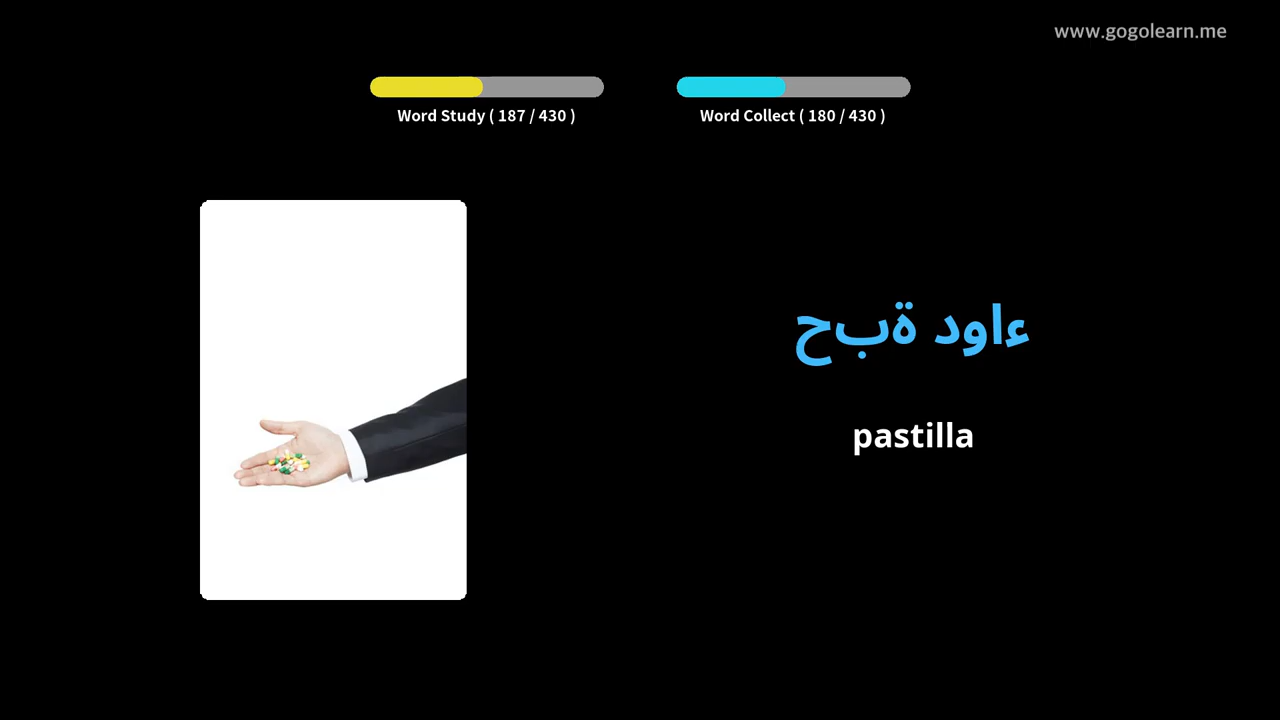 www.gogolearn.me
Word Study ( 187 / 430 )
Word Collect ( 180 / 430 )
ءاود ةبح
pastilla